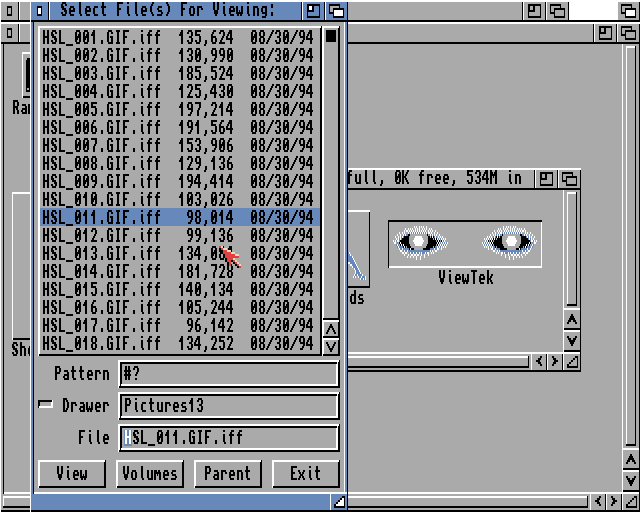 Select File(s) For Viewing:
HSL_001.GIF.iff 135,624 08/30/94
HSL_002.GIF.iff 130,990 08/30/94
HSL_003.GIF.iff 185,524 08/30/94
HSL_004.GIF.iff 125,430 08/30/94
HSL_005.GIF.iff 197,214 08/30/94
HSL_006.GIF.iff 191,564 08/30/94
HSL_007.GIF.iff 153,906 08/30/94
HSL_008.GIF.iff 129,136 08/30/94
HSL_009.GIF.iff 194,414 08/30/94
HSL_010.GIF.iff 103,026 08/30/94
HSL_011.GIF.iff 98,014 08/30/94
HSL_012.GIF.iff 99,136 08/30/94
HSL_013.GIF.iff 08/30/94
HSL_014.GIF.iff 181,728 08/30/94
HSL_015.GIF.iff 140,134 08/30/94
HSL_016.GIF.iff 105,244 08/30/94
HSL_017.GIF.iff 96,142 08/30/94
HSL_018.GIF.iff 134,252 08/30/94
Pattern #?
Drawer Pictures13
File HSL_011.GIF.iff
View Volumes Parent Exit
full, 0K free, 534M in
ViewTek